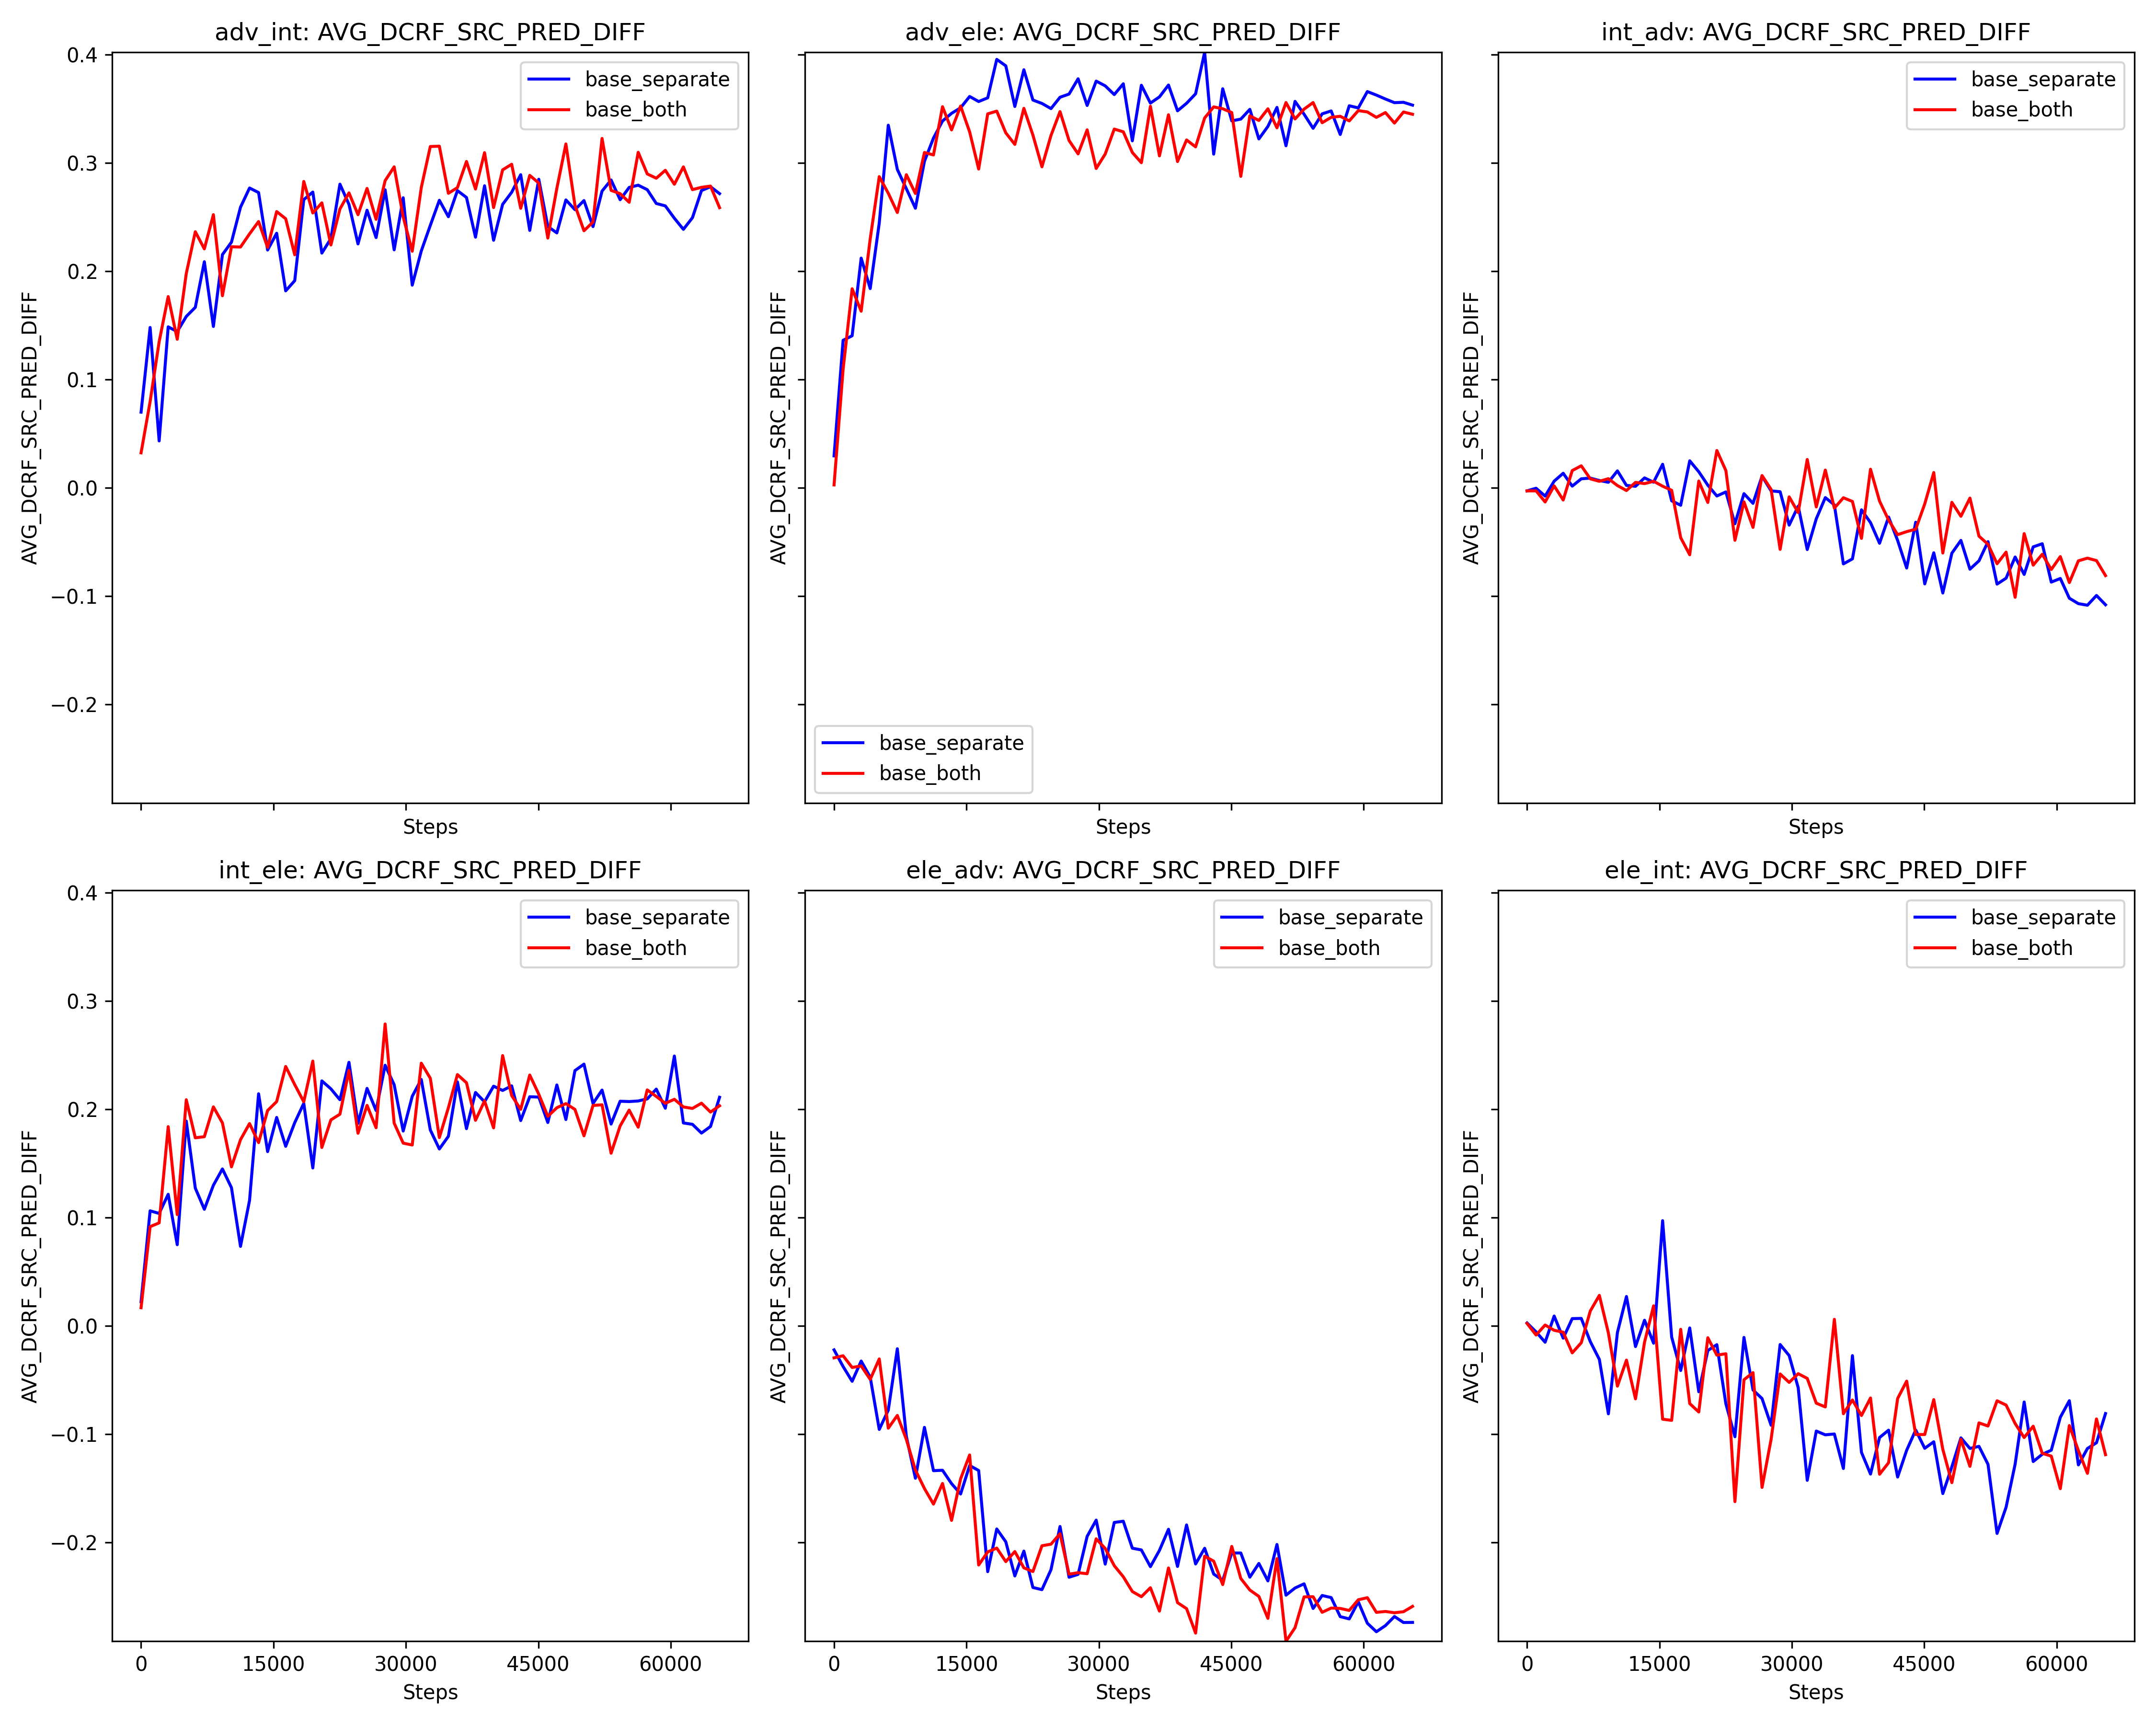 adv_int: AVG_DCRF_SRC_PRED_DIFF
AVG_DCRF_SRC_PRED_DIFF
0.4
0.3
0.2
0.1
0.0
−0.1
−0.2
base_separate
base_both
Steps
adv_ele: AVG_DCRF_SRC_PRED_DIFF
AVG_DCRF_SRC_PRED_DIFF
base_separate
base_both
Steps
int_adv: AVG_DCRF_SRC_PRED_DIFF
AVG_DCRF_SRC_PRED_DIFF
base_separate
base_both
Steps
int_ele: AVG_DCRF_SRC_PRED_DIFF
AVG_DCRF_SRC_PRED_DIFF
0.4
0.3
0.2
0.1
0.0
−0.1
−0.2
base_separate
base_both
0 15000 30000 45000 60000
Steps
ele_adv: AVG_DCRF_SRC_PRED_DIFF
AVG_DCRF_SRC_PRED_DIFF
base_separate
base_both
0 15000 30000 45000 60000
Steps
ele_int: AVG_DCRF_SRC_PRED_DIFF
AVG_DCRF_SRC_PRED_DIFF
base_separate
base_both
0 15000 30000 45000 60000
Steps